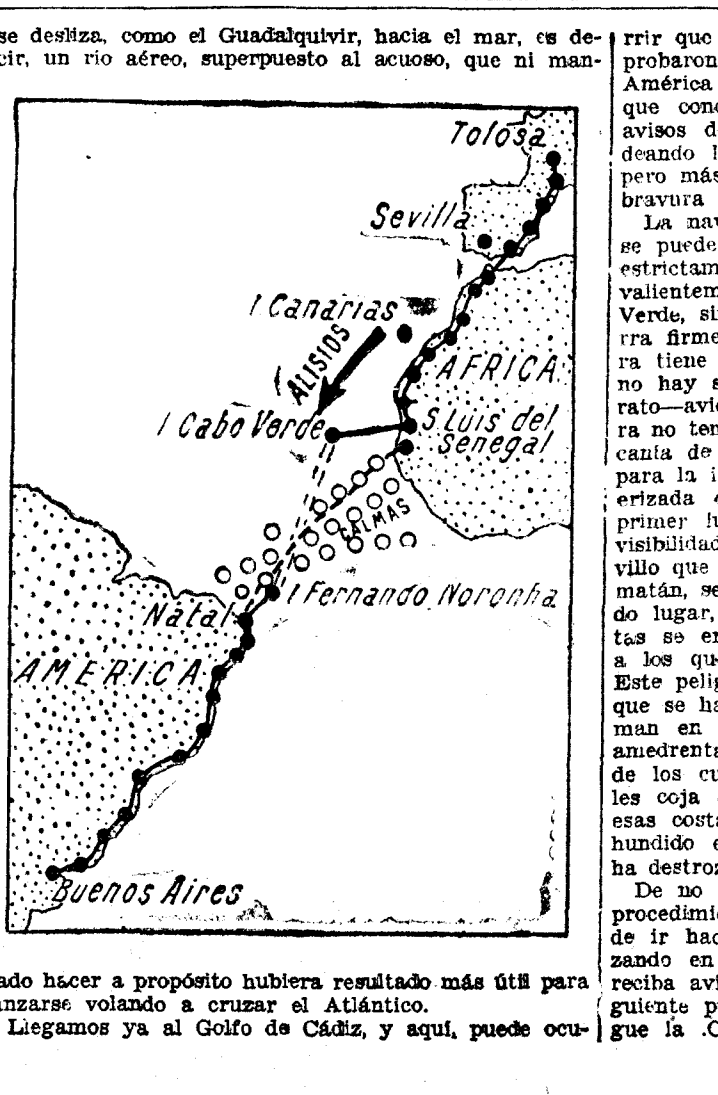 se desliza, como el Guadalquivir, hacia el mar, es de-
cir, un río aéreo, superpuesto al acuoso, que ni man-
Tolosa
Sevilla
I Canarias
ALISIOS
AFRICA
I Cabo Verde
S. Luis del
Senegal
CALMAS
I Fernando Noronha
Natal
AMERICA
Buenos Aires
ado hacer a propósito hubiera resultado más útil para
nzarse volando a cruzar el Atlántico.
Llegamos ya al Golfo de Cádiz, y aquí, puede ocu-
rrir que
probaron
América
que cono
avisos d
deando l
pero más
bravura
La nav
se puede
estrictam
valientem
Verde, si
rra firme
ra tiene
no hay s
rato—avi
ra no ten
canía de
para la i
erizada
primer lu
visibilidad
villo que
matán, se
do lugar,
tas se en
a los qu
Este pelig
que se ha
man en
amedrenta
de los cu
les coja
esas costa
hundido e
ha destroz
De no
procedimie
de ir hac
zando en
reciba avi
guiente p
gue la .C